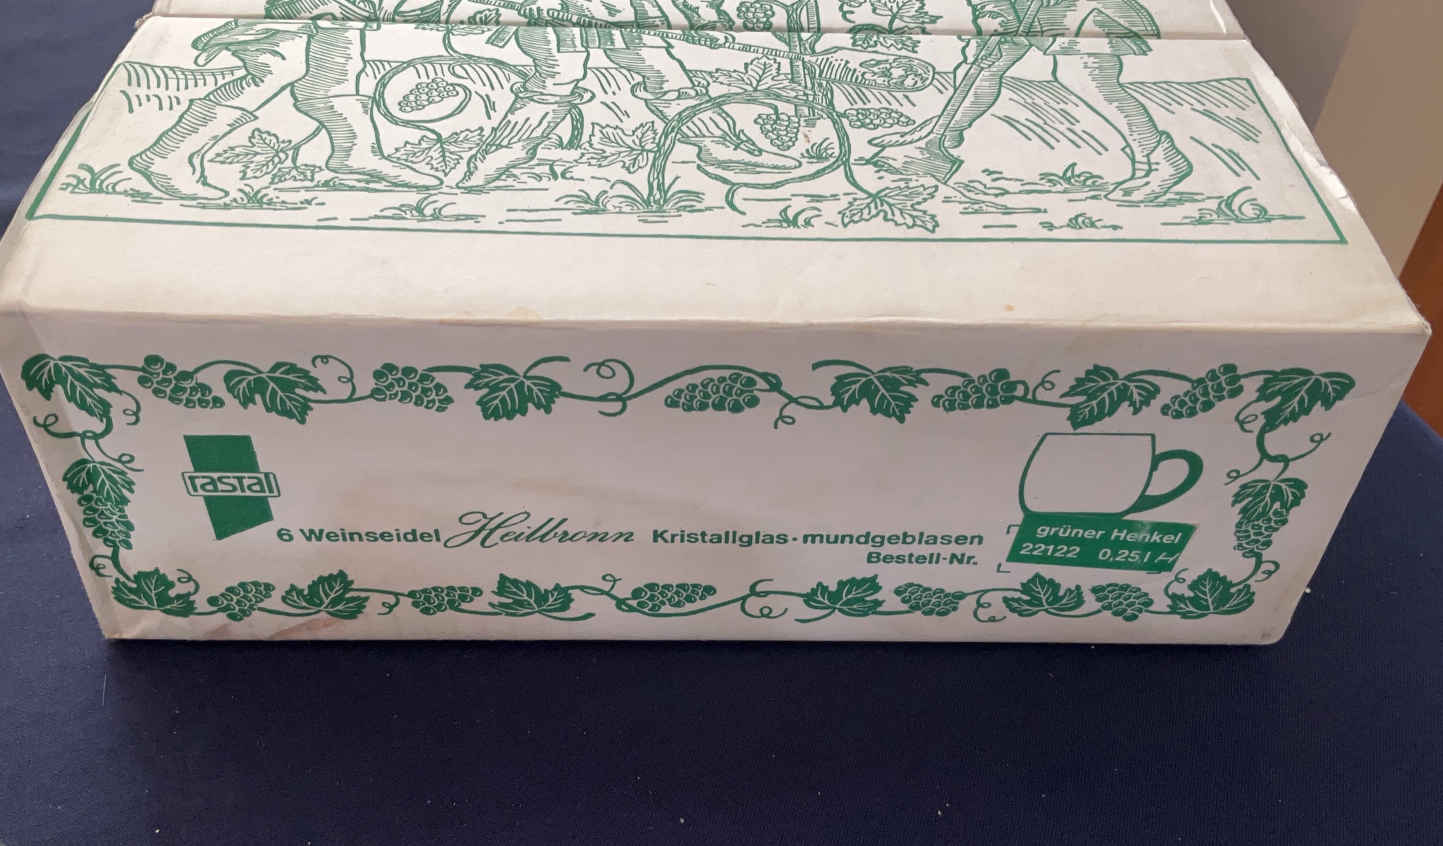 rastal
6 Weinseidel Heilbronn Kristallglas·mundgeblasen
Bestell-Nr.
grüner Henkel
22122 0,25 l